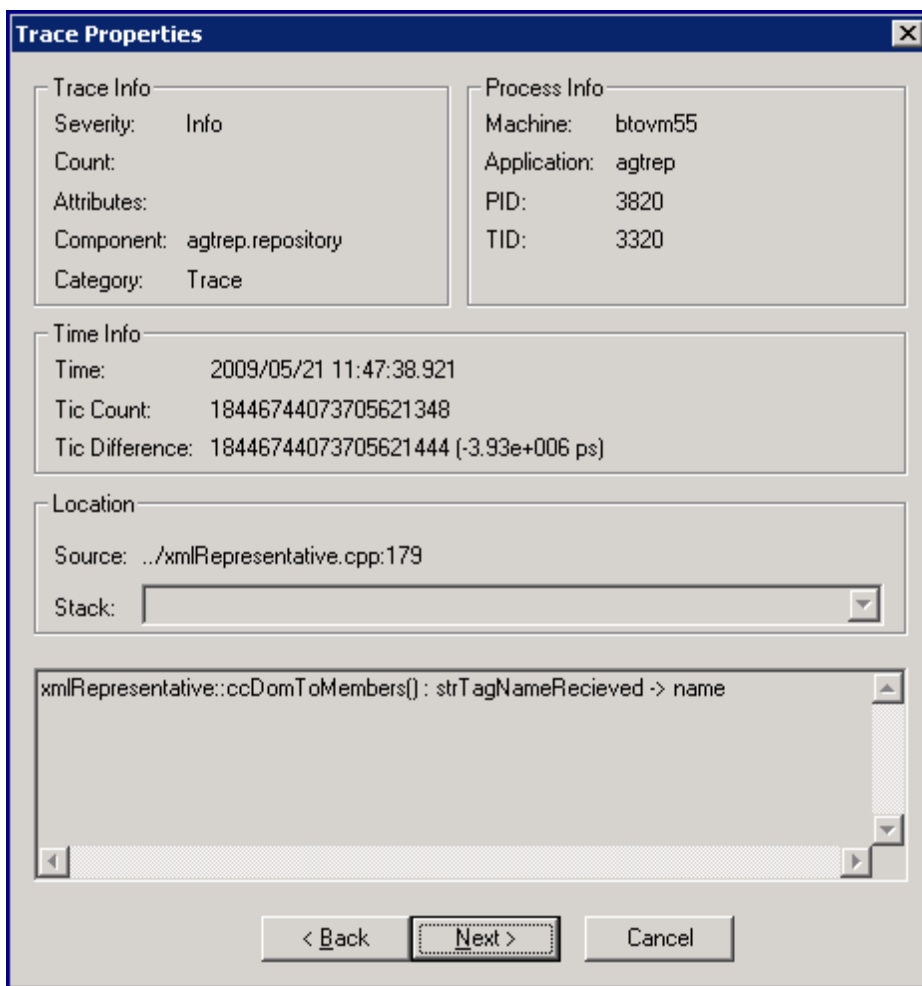 Trace Properties
Trace Info
Severity: Info
Count:
Attributes:
Component: agtrep.repository
Category: Trace
Process Info
Machine: btovm55
Application: agtrep
PID: 3820
TID: 3320
Time Info
Time: 2009/05/21 11:47:38.921
Tic Count: 18446744073705621348
Tic Difference: 18446744073705621444 (-3.93e+006 ps)
Location
Source: ../xmlRepresentative.cpp:179
Stack:
xmlRepresentative::ccDomToMembers() : strTagNameRecieved -> name
< Back
Next >
Cancel